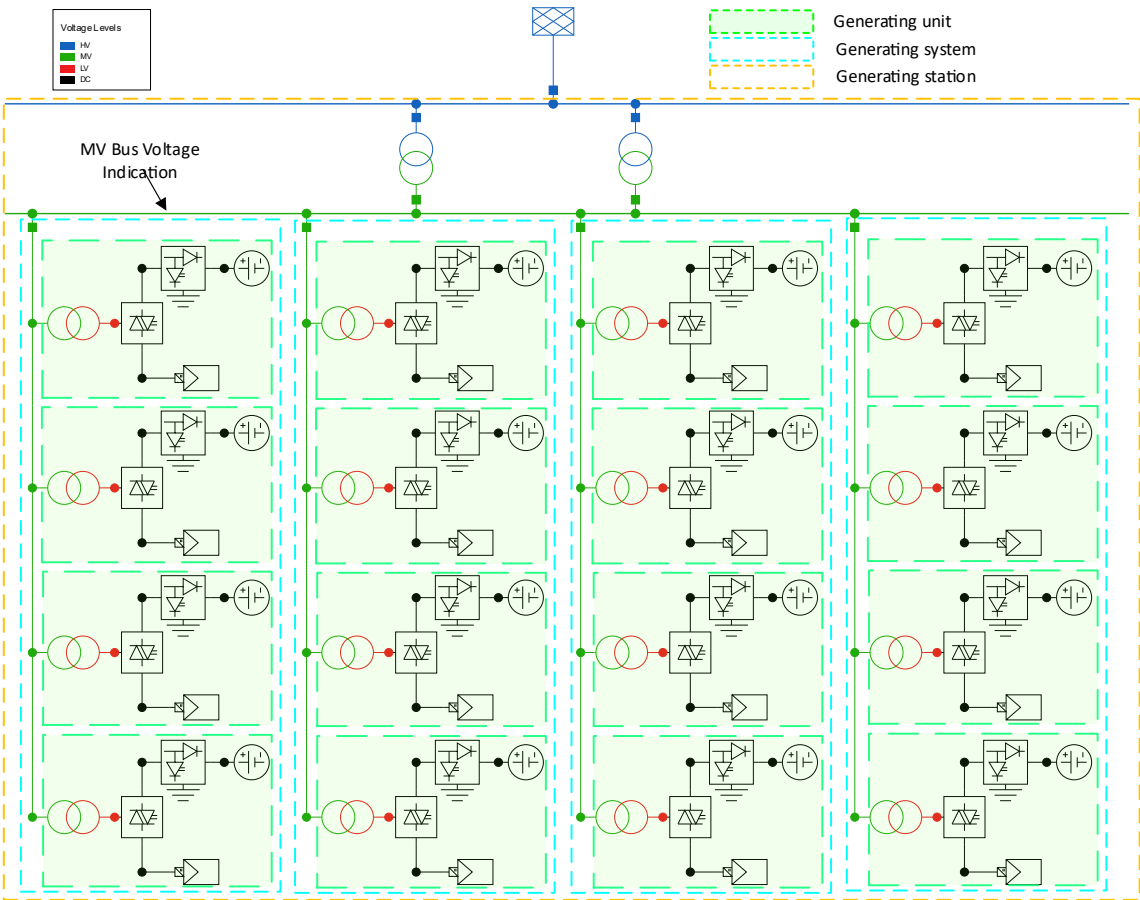 Voltage Levels
HV
MV
LV
DC
Generating unit
Generating system
Generating station
MV Bus Voltage
Indication